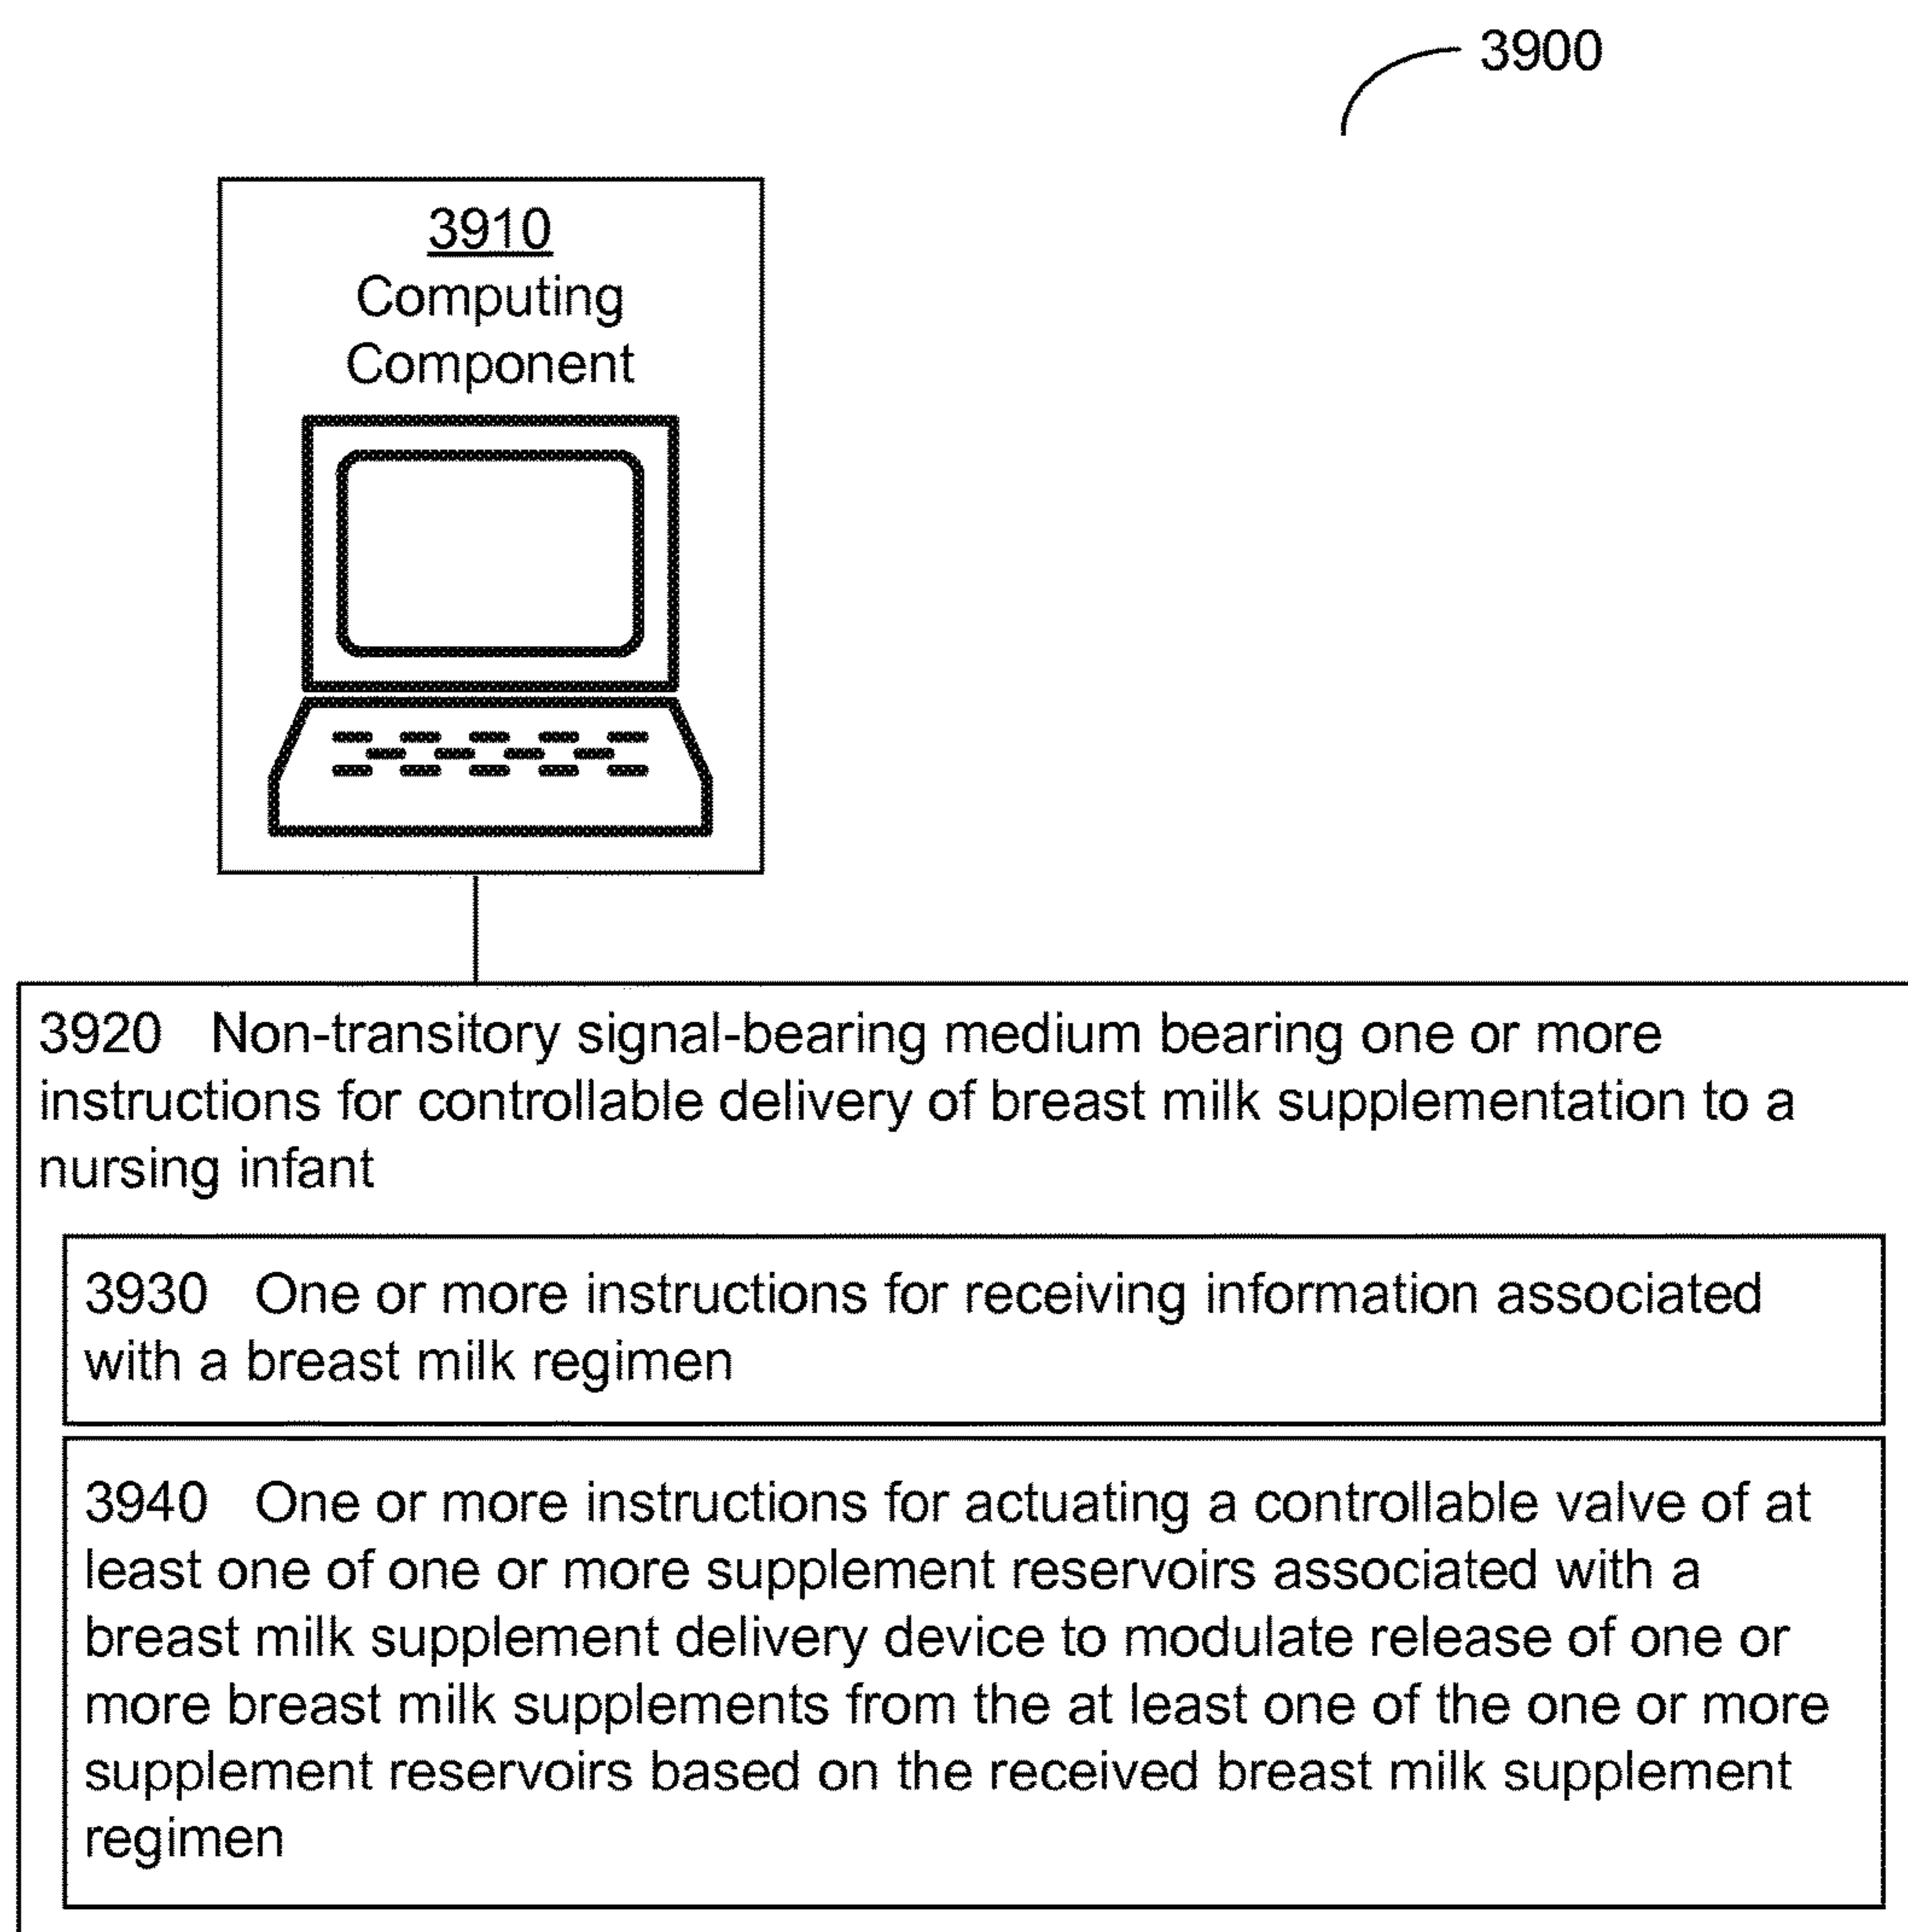 3900
3910
Computing
Component
3920 Non-transitory signal-bearing medium bearing one or more
instructions for controllable delivery of breast milk supplementation to a
nursing infant
3930 One or more instructions for receiving information associated
with a breast milk regimen
3940 One or more instructions for actuating a controllable valve of at
least one of one or more supplement reservoirs associated with a
breast milk supplement delivery device to modulate release of one or
more breast milk supplements from the at least one of the one or more
supplement reservoirs based on the received breast milk supplement
regimen